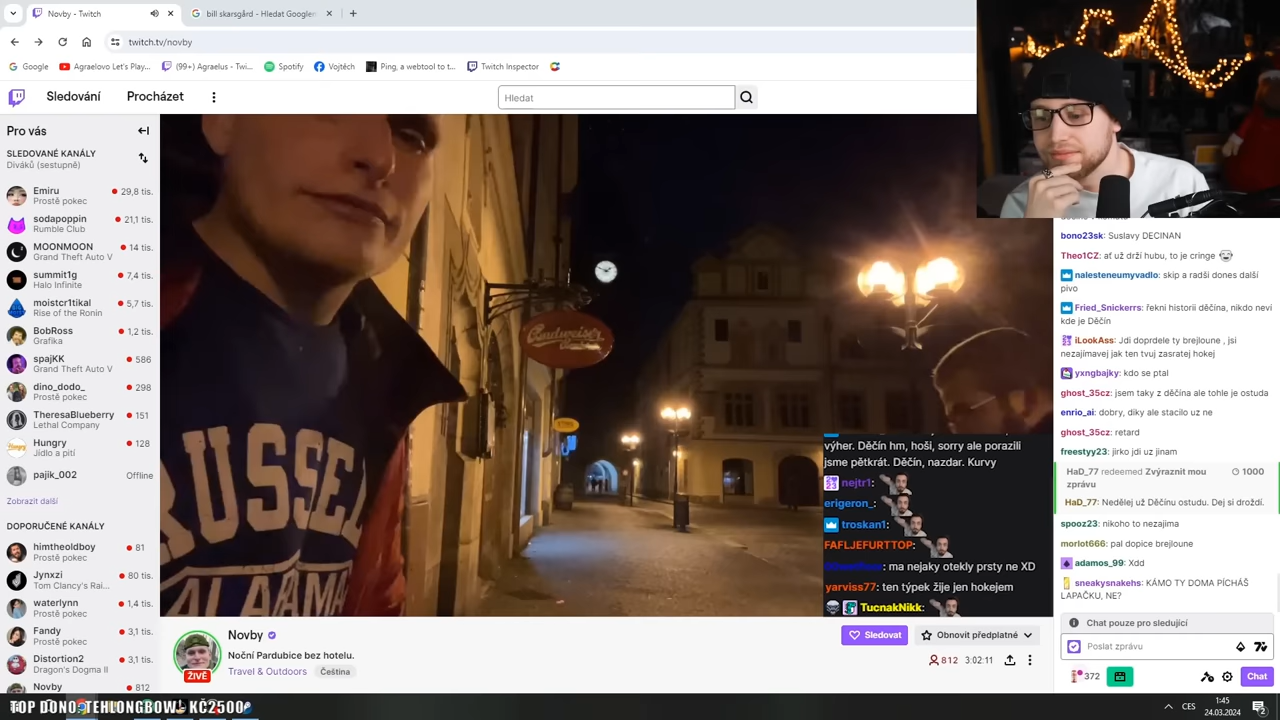 Novby - Twitch
bill skarsgård - Hledat Google
twitch.tv/novby
Google
Agraelovo Let's Play...
(99+) Agraelus - Twi...
Spotify
Vojtěch
Ping, a webtool to t...
Twitch Inspector
Sledování
Procházet
Hledat
Pro vás
SLEDOVANÉ KANÁLY
Diváků (sestupně)
Emiru
29,8 tis.
Prostě pokec
sodapoppin
21,1 tis.
Rumble Club
MOONMOON
14 tis.
Grand Theft Auto V
summit1g
7,4 tis.
Halo Infinite
moistcr1tikal
5,7 tis.
Rise of the Ronin
BobRoss
1,2 tis.
Grafika
spajKK
586
Grand Theft Auto V
dino_dodo_
298
Prostě pokec
TheresaBlueberry
151
Lethal Company
Hungry
128
Jídlo a pití
pajik_002
Offline
Zobrazit další
DOPORUČENÉ KANÁLY
himtheoldboy
81
Prostě pokec
Jynxzi
80 tis.
Tom Clancy's Rai...
waterlynn
1,4 tis.
Prostě pokec
Fandy
3,1 tis.
Prostě pokec
Distortion2
3,1 tis.
Dragon's Dogma II
Novby
812
Budweiser
výher. Děčín hm, hoši, sorry ale porazili
jsme pětkrát. Děčín, nazdar. Kurvy
nejtr1:
erigeron_:
troskan1:
FAFLJEFURTTOP:
ma nejaky otekly prsty ne XD
yarviss77: ten týpek žije jen hokejem
TucnakNikk:
Novby
Noční Pardubice bez hotelu.
Travel & Outdoors
Čeština
ŽIVĚ
Sledovat
Obnovit předplatné
812
3:02:11
bono23sk: Suslavy DECINAN
Theo1CZ: ať už drží hubu, to je cringe
nalesteneumyvadlo: skip a radši dones další
pivo
Fried_Snickerrs: řekni historii děčína, nikdo neví
kde je Děčín
iLookAss: Jdi doprdele ty brejloune , jsi
nezajímavej jak ten tvuj zasratej hokej
yxngbajky: kdo se ptal
ghost_35cz: jsem taky z děčína ale tohle je ostuda
enrio_ai: dobry, diky ale stacilo uz ne
ghost_35cz: retard
freestyy23: jirko jdi uz jinam
HaD_77 redeemed Zvýraznit mou
zprávu
1000
HaD_77: Nedělej už Děčínu ostudu. Dej si droždí.
spooz23: nikoho to nezajima
morlot666: pal dopice brejloune
adamos_99: Xdd
sneakysnakehs: KÁMO TY DOMA PÍCHÁŠ
LAPAČKU, NE?
Chat pouze pro sledující
Poslat zprávu
372
Chat
TOP DONO: TEHLONGBOW - KC2500
CES
1:45
24.03.2024
2